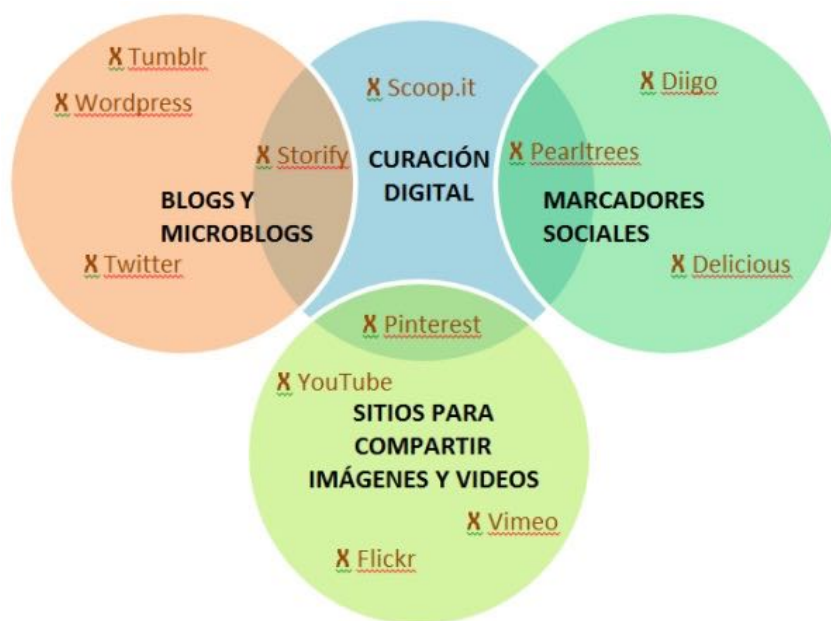 X Tumblr
X Wordpress
X Storify
BLOGS Y
MICROBLOGS
X Twitter
X Scoop.it
CURACIÓN
DIGITAL
X Diigo
X Pearltrees
MARCADORES
SOCIALES
X Delicious
X Pinterest
X YouTube
SITIOS PARA
COMPARTIR
IMÁGENES Y VIDEOS
X Vimeo
X Flickr